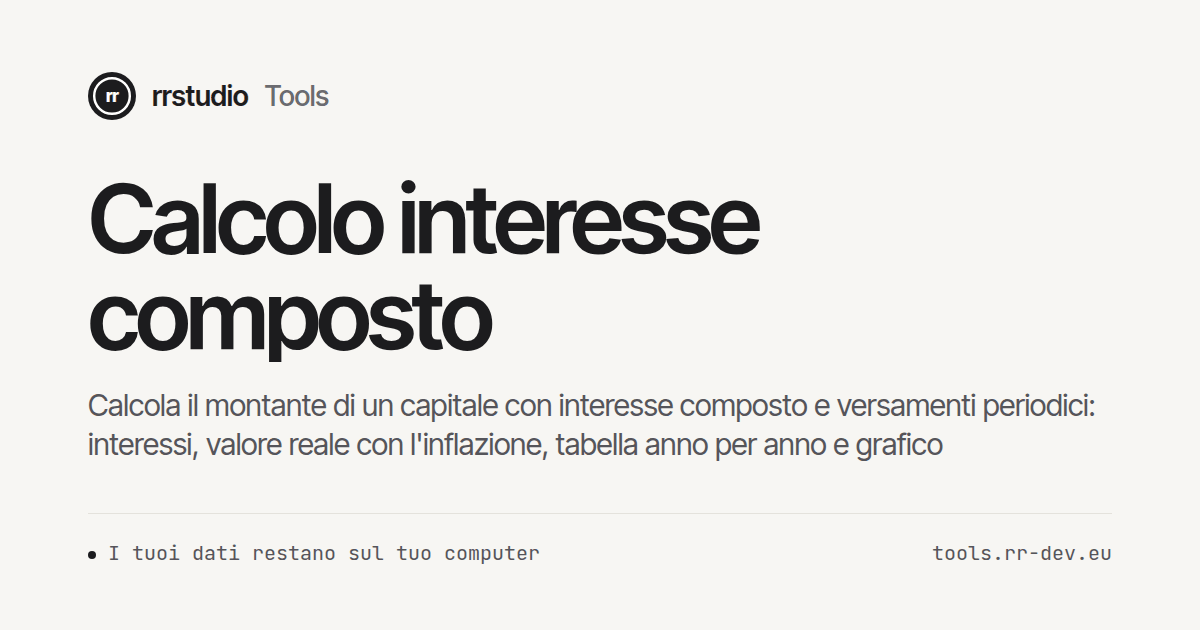 rr rrstudio Tools
Calcolo interesse
composto
Calcola il montante di un capitale con interesse composto e versamenti periodici:
interessi, valore reale con l'inflazione, tabella anno per anno e grafico
I tuoi dati restano sul tuo computer
tools.rr-dev.eu